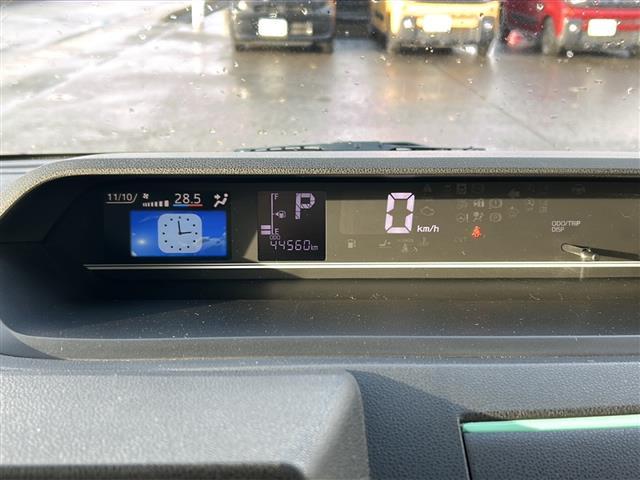 11/10 28.5
F
P
E
ODO
44560km
0 km/h
ODO/TRIP
DISP